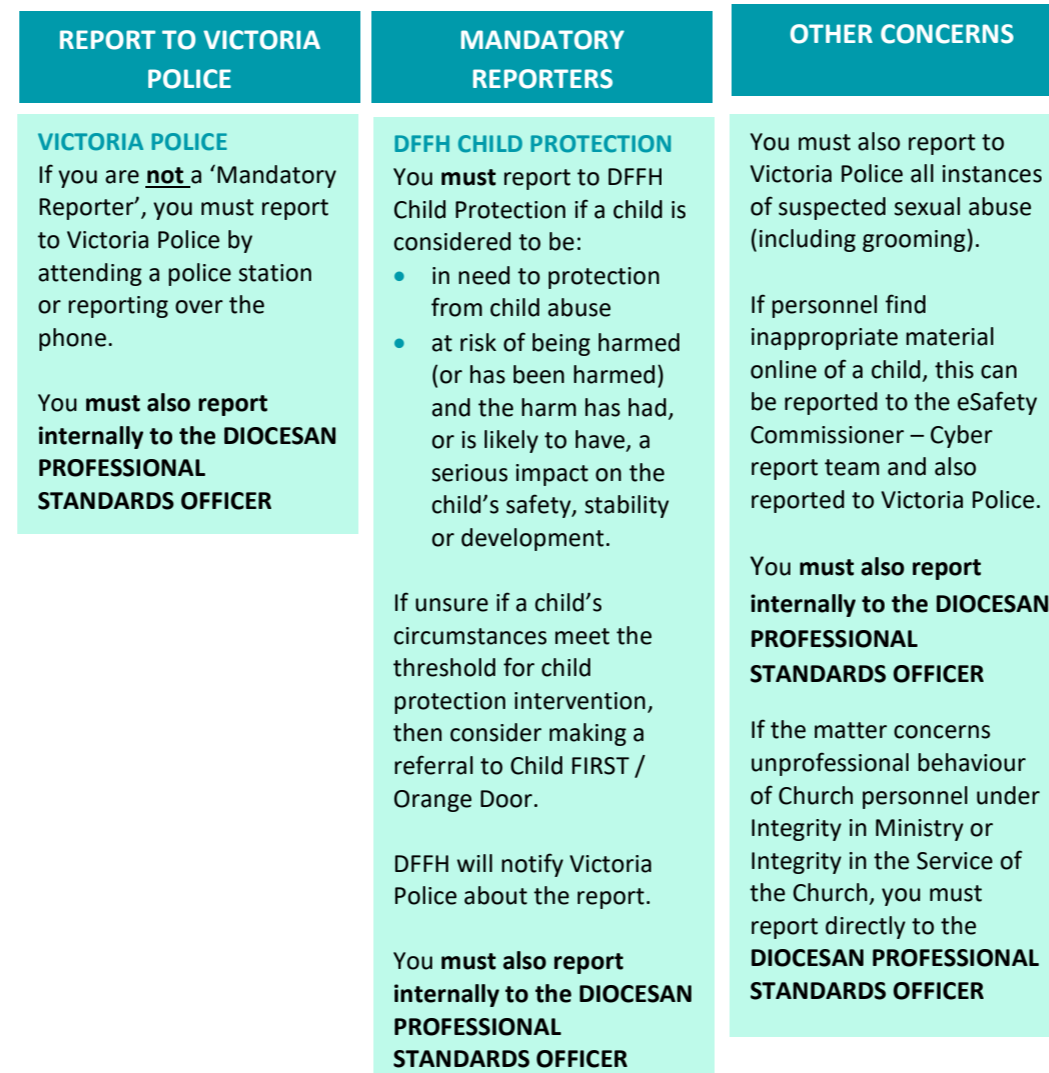 REPORT TO VICTORIA
POLICE
VICTORIA POLICE
If you are not a ‘Mandatory
Reporter’, you must report
to Victoria Police by
attending a police station
or reporting over the
phone.
You must also report
internally to the DIOCESAN
PROFESSIONAL
STANDARDS OFFICER
MANDATORY
REPORTERS
DFFH CHILD PROTECTION
You must report to DFFH
Child Protection if a child is
considered to be:
• in need to protection
from child abuse
• at risk of being harmed
(or has been harmed)
and the harm has had,
or is likely to have, a
serious impact on the
child’s safety, stability
or development.
If unsure if a child’s
circumstances meet the
threshold for child
protection intervention,
then consider making a
referral to Child FIRST /
Orange Door.
DFFH will notify Victoria
Police about the report.
You must also report
internally to the DIOCESAN
PROFESSIONAL
STANDARDS OFFICER
OTHER CONCERNS
You must also report to
Victoria Police all instances
of suspected sexual abuse
(including grooming).
If personnel find
inappropriate material
online of a child, this can
be reported to the eSafety
Commissioner – Cyber
report team and also
reported to Victoria Police.
You must also report
internally to the DIOCESAN
PROFESSIONAL
STANDARDS OFFICER
If the matter concerns
unprofessional behaviour
of Church personnel under
Integrity in Ministry or
Integrity in the Service of
the Church, you must
report directly to the
DIOCESAN PROFESSIONAL
STANDARDS OFFICER